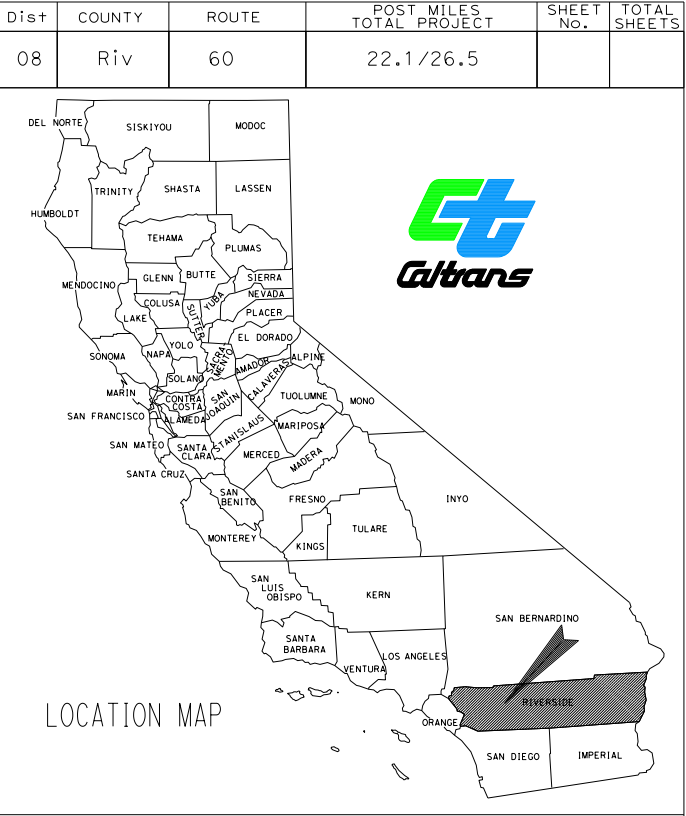 Dist COUNTY ROUTE POST MILES TOTAL PROJECT SHEET No. TOTAL SHEETS
08 Riv 60 22.1/26.5
DEL NORTE
SISKIYOU
MODOC
TRINITY
SHASTA
LASSEN
HUMBOLDT
TEHAMA
PLUMAS
MENDOCINO
GLENN
BUTTE
SIERRA
COLUSA
YUBA
NEVADA
LAKE
SUTTER
PLACER
SONOMA
NAPA
YOLO
SACRA-
MENTO
EL DORADO
SOLANO
AMADOR
ALPINE
MARIN
CONTRA
COSTA
SAN
JOAQUIN
CALAVERAS
TUOLUMNE
MONO
SAN FRANCISCO
ALAMEDA
STANISLAUS
MARIPOSA
SAN MATEO
SANTA
CLARA
MERCED
MADERA
SANTA CRUZ
SAN
BENITO
FRESNO
INYO
MONTEREY
KINGS
TULARE
SAN
LUIS
OBISPO
KERN
SAN BERNARDINO
SANTA
BARBARA
VENTURA
LOS ANGELES
RIVERSIDE
ORANGE
SAN DIEGO
IMPERIAL
Caltrans
LOCATION MAP